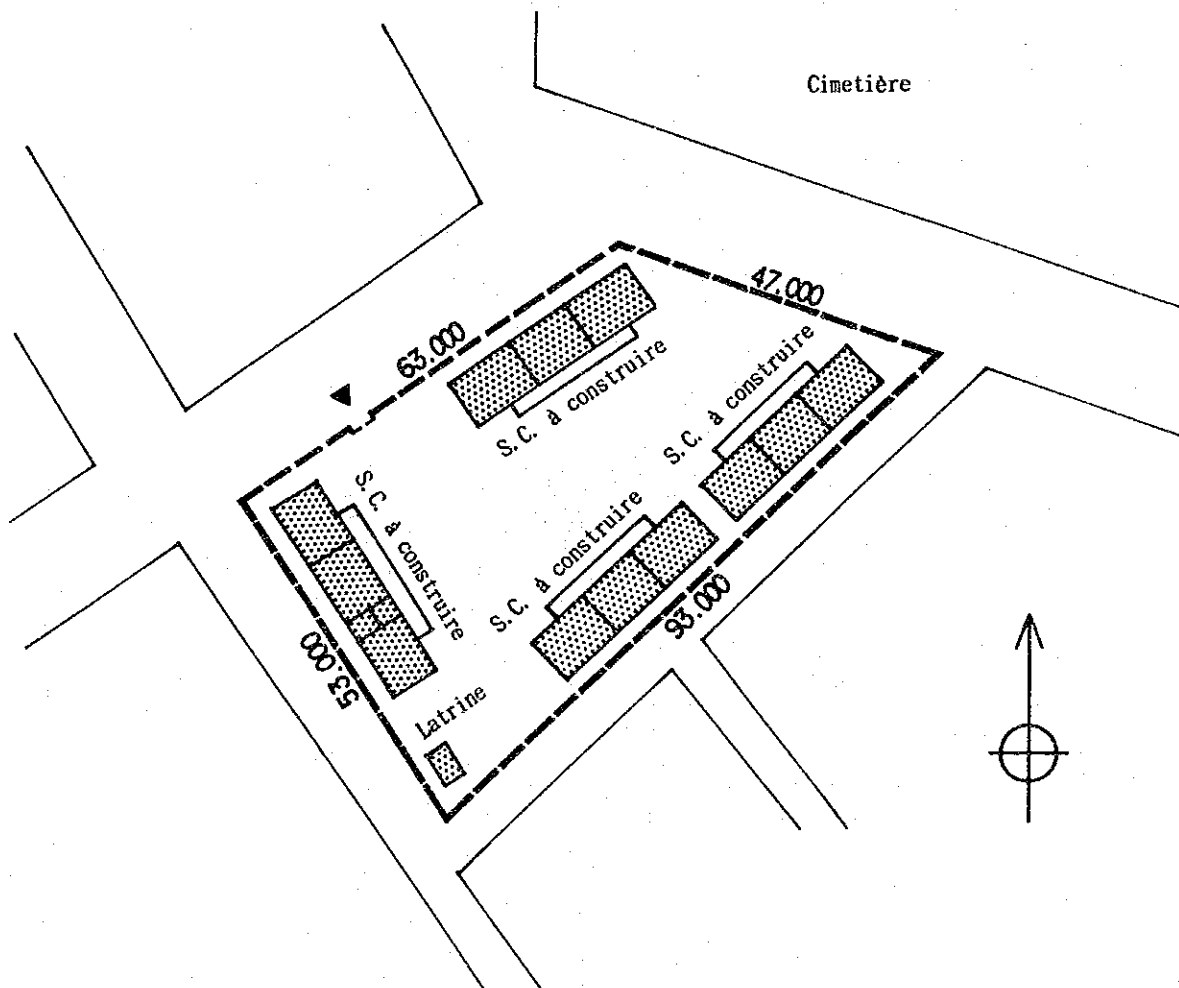 Cimetière
47.000
63.000
S.C. à construire
S.C. à construire
S.C. à construire
S.C. à construire
93.000
53.000
Latrine